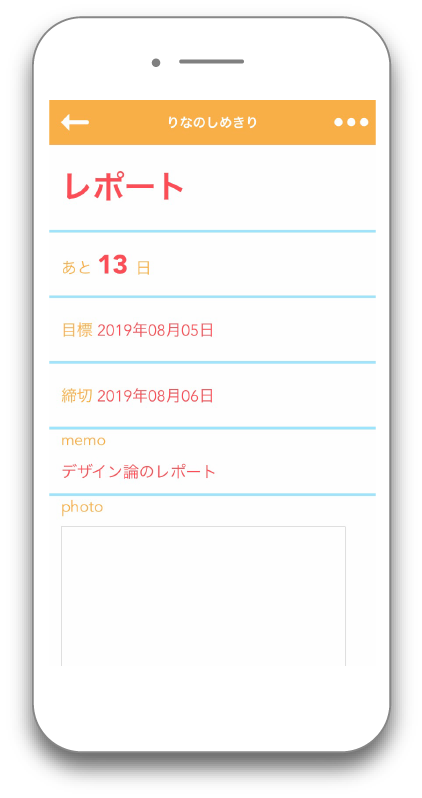 りなのしめきり
レポート
あと 13 日
目標 2019年08月05日
締切 2019年08月06日
memo
デザイン論のレポート
photo